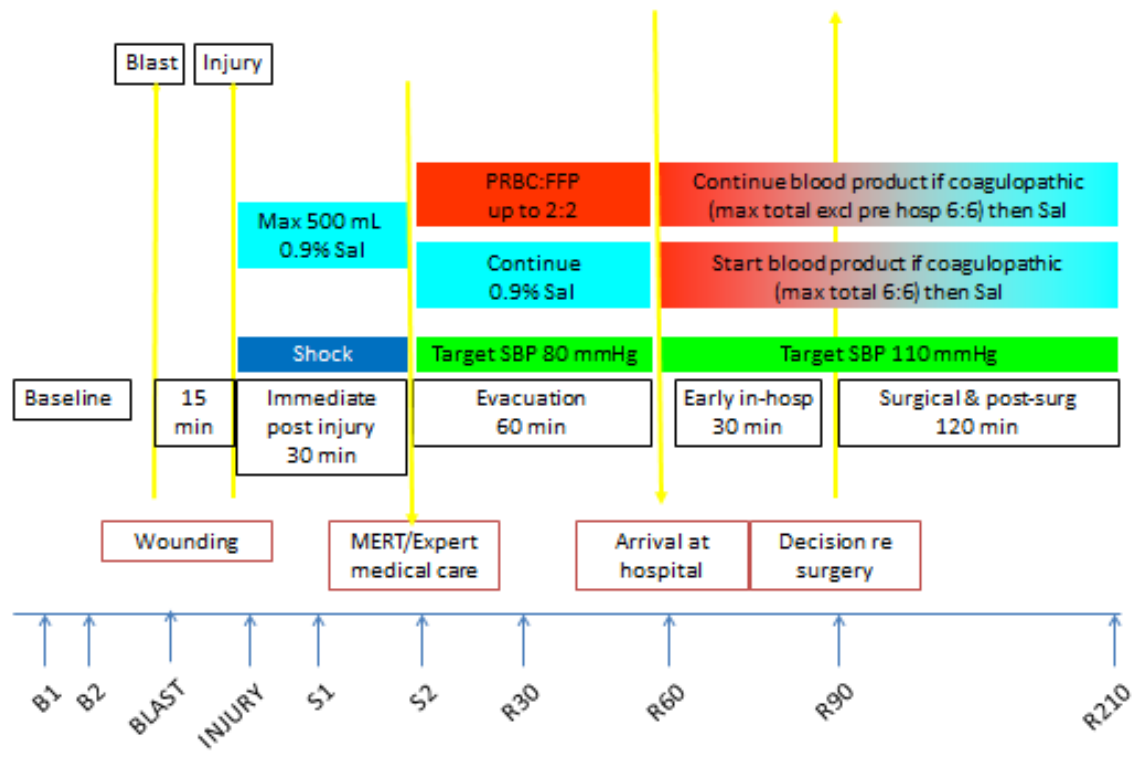 Blast
Injury
PRBC:FFP
up to 2:2
Continue blood product if coagulopathic
(max total excl pre hosp 6:6) then Sal
Max 500 mL
0.9% Sal
Continue
0.9% Sal
Start blood product if coagulopathic
(max total 6:6) then Sal
Shock
Target SBP 80 mmHg
Target SBP 110 mmHg
Baseline
15
min
Immediate
post injury
30 min
Evacuation
60 min
Early in-hosp
30 min
Surgical & post-surg
120 min
Wounding
MERT/Expert
medical care
Arrival at
hospital
Decision re
surgery
B1
B2
BLAST
INJURY
S1
S2
R30
R60
R90
R210